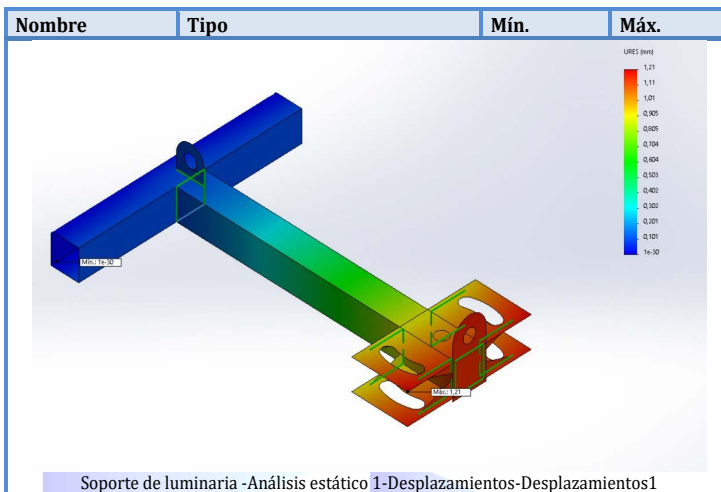 Nombre Tipo Mín. Máx.
URES (mm)
1,21
1,11
1,01
0,905
0,805
0,704
0,604
0,503
0,402
0,302
0,201
0,101
1e-30
Mín.: 1e-30
Máx.: 1,21
Soporte de luminaria -Análisis estático 1-Desplazamientos-Desplazamientos1